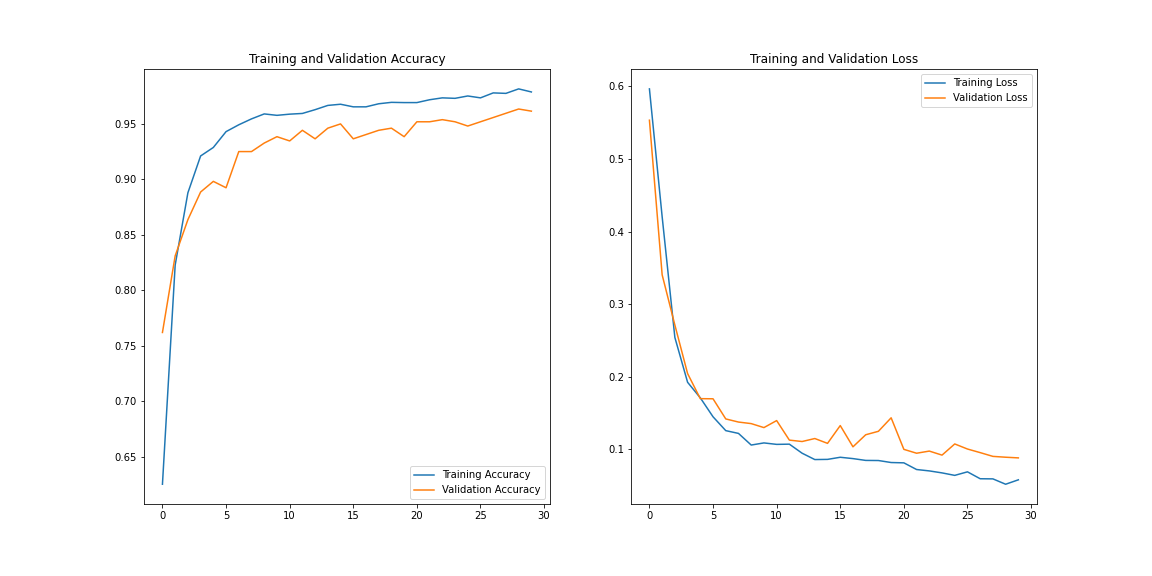 Training and Validation Accuracy
0.95
0.90
0.85
0.80
0.75
0.70
0.65
Training Accuracy
Validation Accuracy
0 5 10 15 20 25 30
Training and Validation Loss
0.6
0.5
0.4
0.3
0.2
0.1
Training Loss
Validation Loss
0 5 10 15 20 25 30